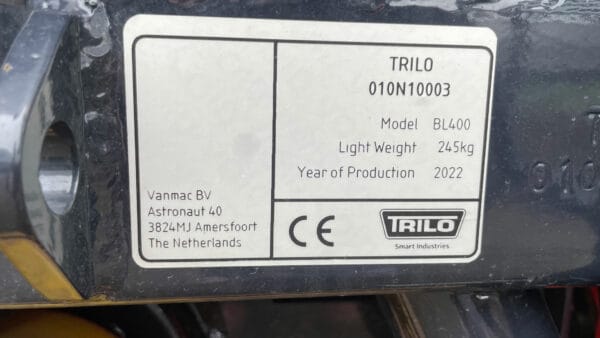 TRILO
010N10003
Model BL400
Light Weight 245kg
Year of Production 2022
Vanmac BV
Astronaut 40
3824MJ Amersfoort
The Netherlands
CE
TRILO
Smart Industries
T
010